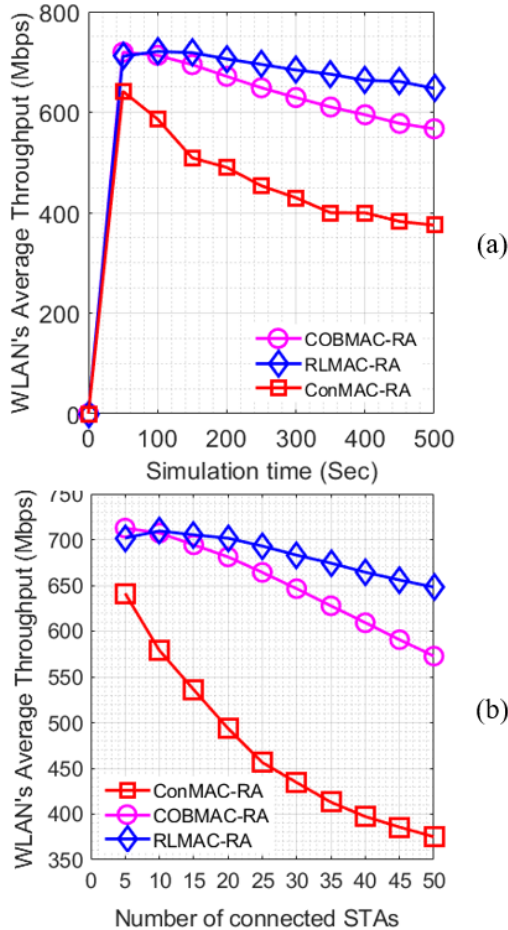 WLAN's Average Throughput (Mbps)
800
600
400
200
0
COBMAC-RA
RLMAC-RA
ConMAC-RA
0 100 200 300 400 500
Simulation time (Sec)
(a)
WLAN's Average Throughput (Mbps)
750
700
650
600
550
500
450
400
350
ConMAC-RA
COBMAC-RA
RLMAC-RA
0 5 10 15 20 25 30 35 40 45 50
Number of connected STAs
(b)